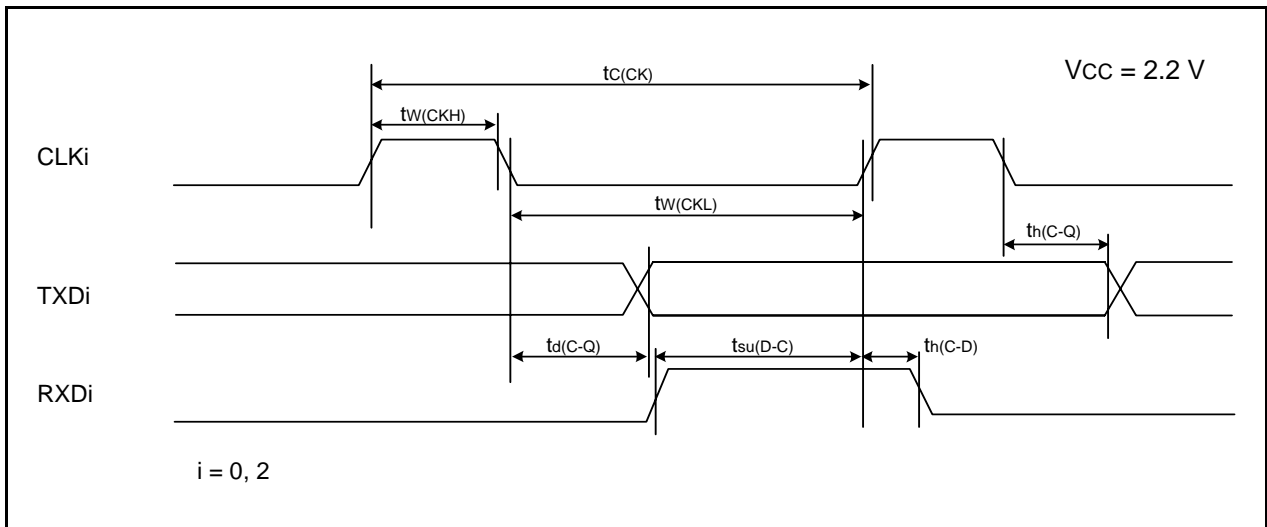 VCC = 2.2 V
tC(CK)
tW(CKH)
CLKi
tW(CKL)
th(C-Q)
TXDi
td(C-Q)
tsu(D-C)
th(C-D)
RXDi
i = 0, 2